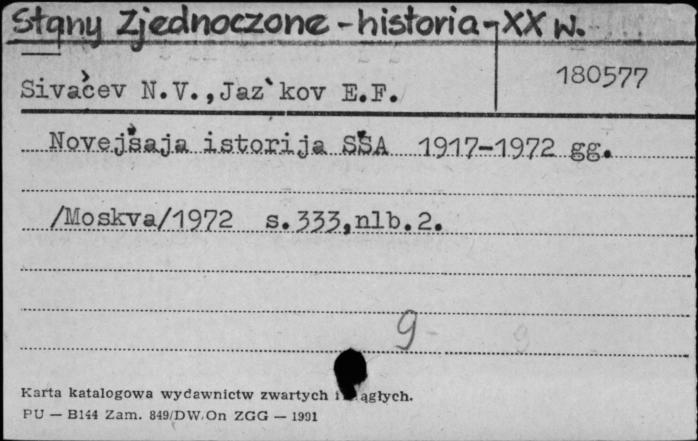 Stany Zjednoczone - historia - XX w.
180577
Sivačev N.V., Jaz`kov E.F.
Novejšaja istorija SŠA 1917-1972 gg.
/Moskva/1972 s.333,nlb.2.
9
Karta katalogowa wydawnictw zwartych i ągłych.
PU — B144 Zam. 849/DW.On ZGG — 1991